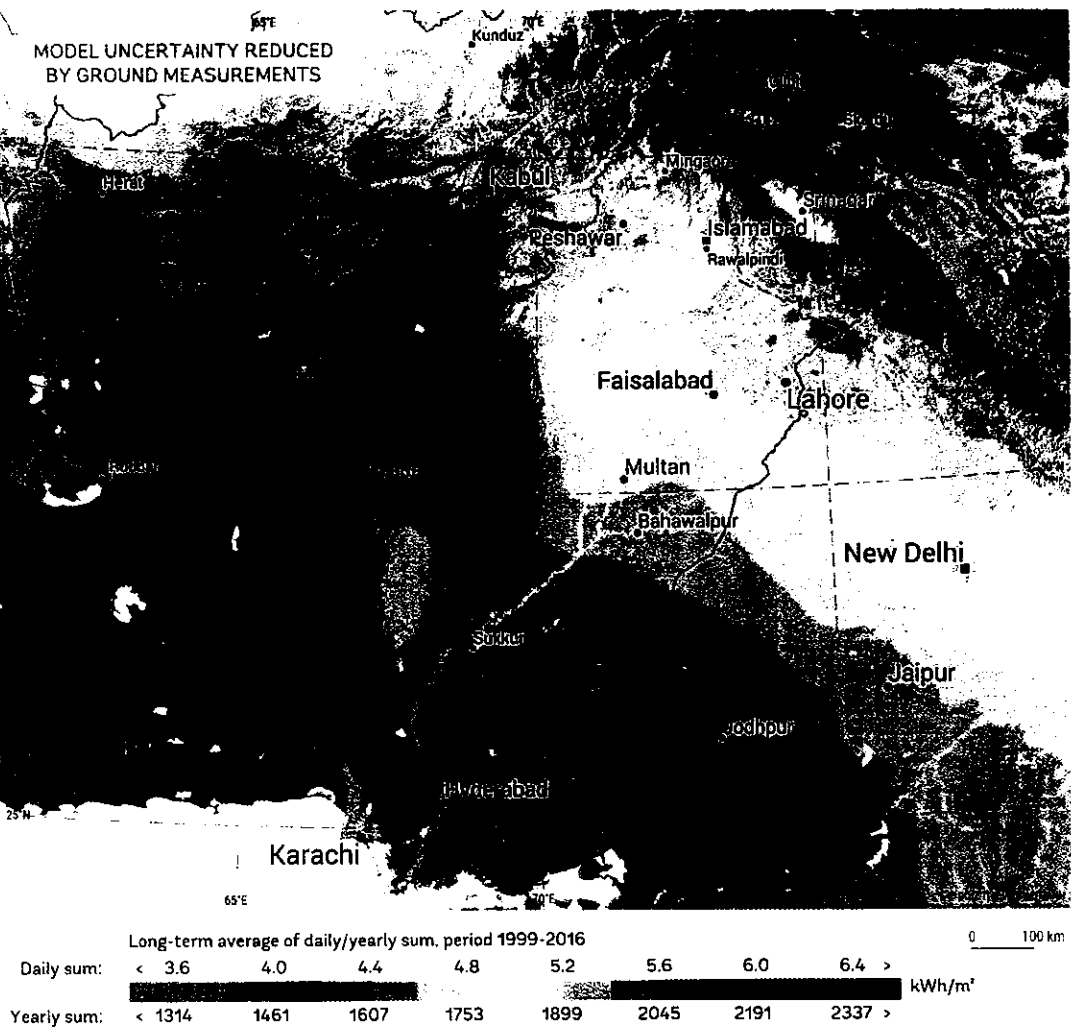 65°E
70°E
Kunduz
MODEL UNCERTAINTY REDUCED
BY GROUND MEASUREMENTS
Herat
Kabul
Mingaora
Srinagar
Peshawar
Islamabad
Rawalpindi
Faisalabad
Lahore
Multan
Bahawalpur
New Delhi
Sukkur
Jaipur
Jodhpur
Hyderabad
25°N
Karachi
65°E
70°E
Long-term average of daily/yearly sum, period 1999-2016
0 100 km
Daily sum: < 3.6 4.0 4.4 4.8 5.2 5.6 6.0 6.4 >
kWh/m²
Yearly sum: < 1314 1461 1607 1753 1899 2045 2191 2337 >